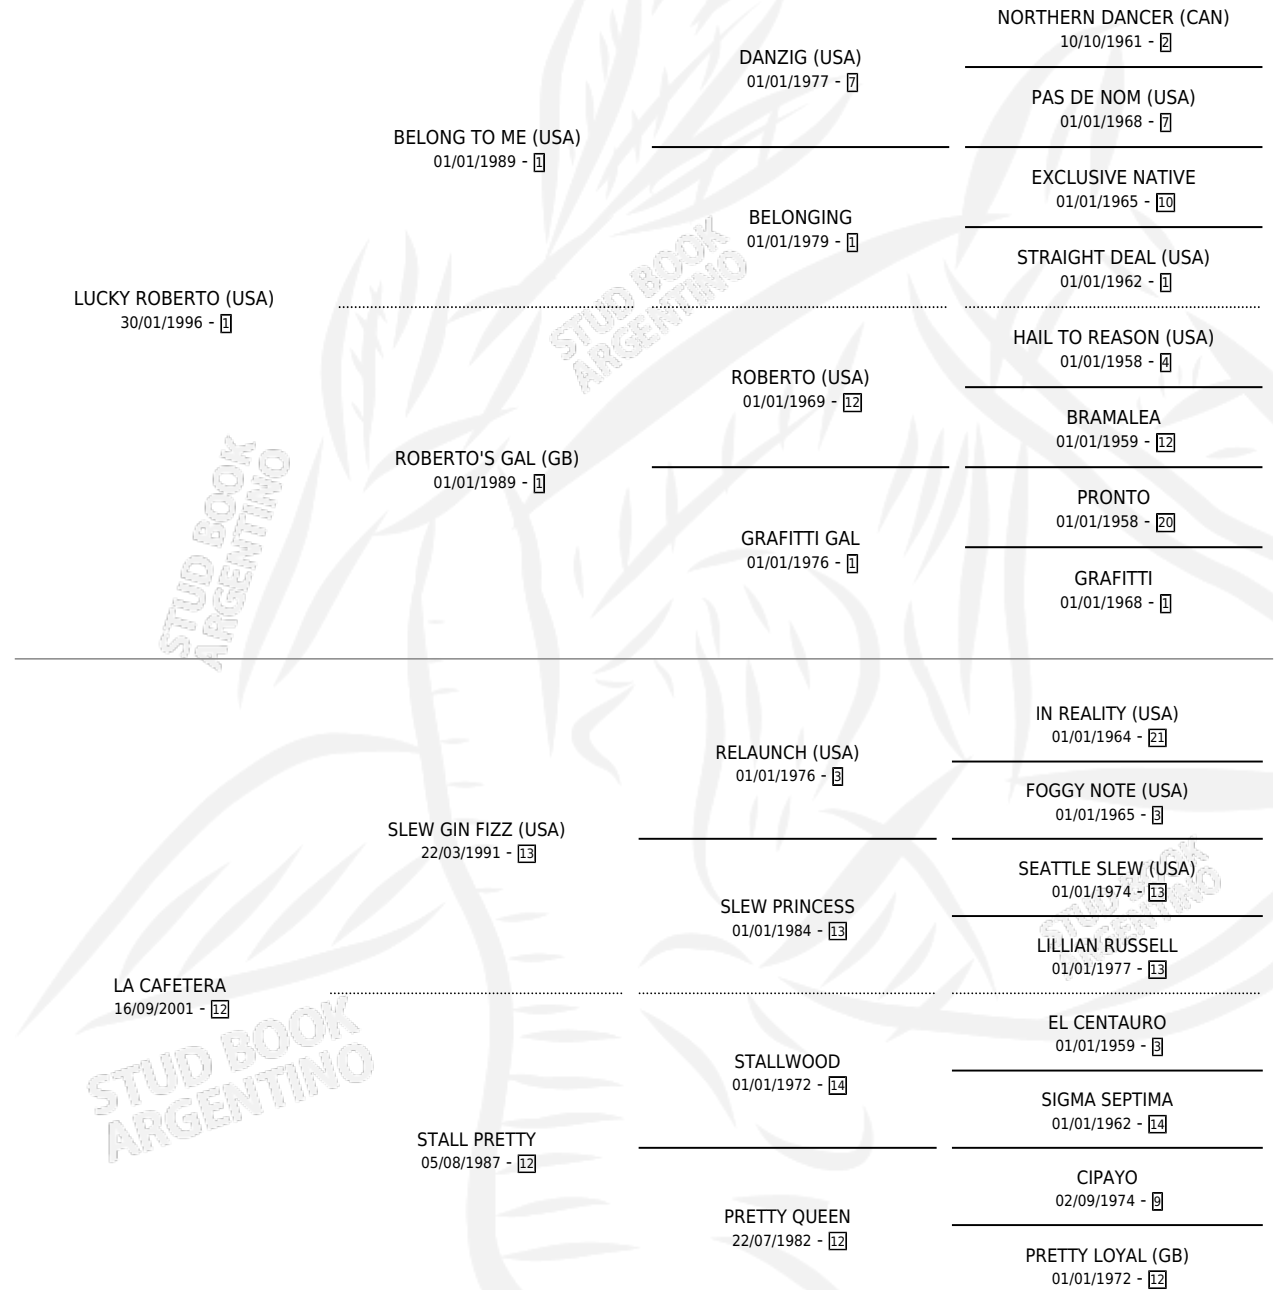 NORTHERN DANCER (CAN)
10/10/1961 - 2
DANZIG (USA)
01/01/1977 - 7
PAS DE NOM (USA)
01/01/1968 - 7
BELONG TO ME (USA)
01/01/1989 - 1
EXCLUSIVE NATIVE
01/01/1965 - 10
BELONGING
01/01/1979 - 1
STRAIGHT DEAL (USA)
01/01/1962 - 1
LUCKY ROBERTO (USA)
30/01/1996 - 1
STUD BOOK
ARGENTINO
HAIL TO REASON (USA)
01/01/1958 - 4
ROBERTO (USA)
01/01/1969 - 12
BRAMALEA
01/01/1959 - 12
ROBERTO'S GAL (GB)
01/01/1989 - 1
PRONTO
01/01/1958 - 20
GRAFITTI GAL
01/01/1976 - 1
GRAFITTI
01/01/1968 - 1
STUD BOOK
ARGENTINO
IN REALITY (USA)
01/01/1964 - 21
RELAUNCH (USA)
01/01/1976 - 3
FOGGY NOTE (USA)
01/01/1965 - 3
SLEW GIN FIZZ (USA)
22/03/1991 - 13
SEATTLE SLEW (USA)
01/01/1974 - 13
SLEW PRINCESS
01/01/1984 - 13
STUD BOOK
ARGENTINO
LILLIAN RUSSELL
01/01/1977 - 13
LA CAFETERA
16/09/2001 - 12
STUD BOOK
ARGENTINO
EL CENTAURO
01/01/1959 - 3
STALLWOOD
01/01/1972 - 14
SIGMA SEPTIMA
01/01/1962 - 14
STALL PRETTY
05/08/1987 - 12
CIPAYO
02/09/1974 - 9
PRETTY QUEEN
22/07/1982 - 12
PRETTY LOYAL (GB)
01/01/1972 - 12